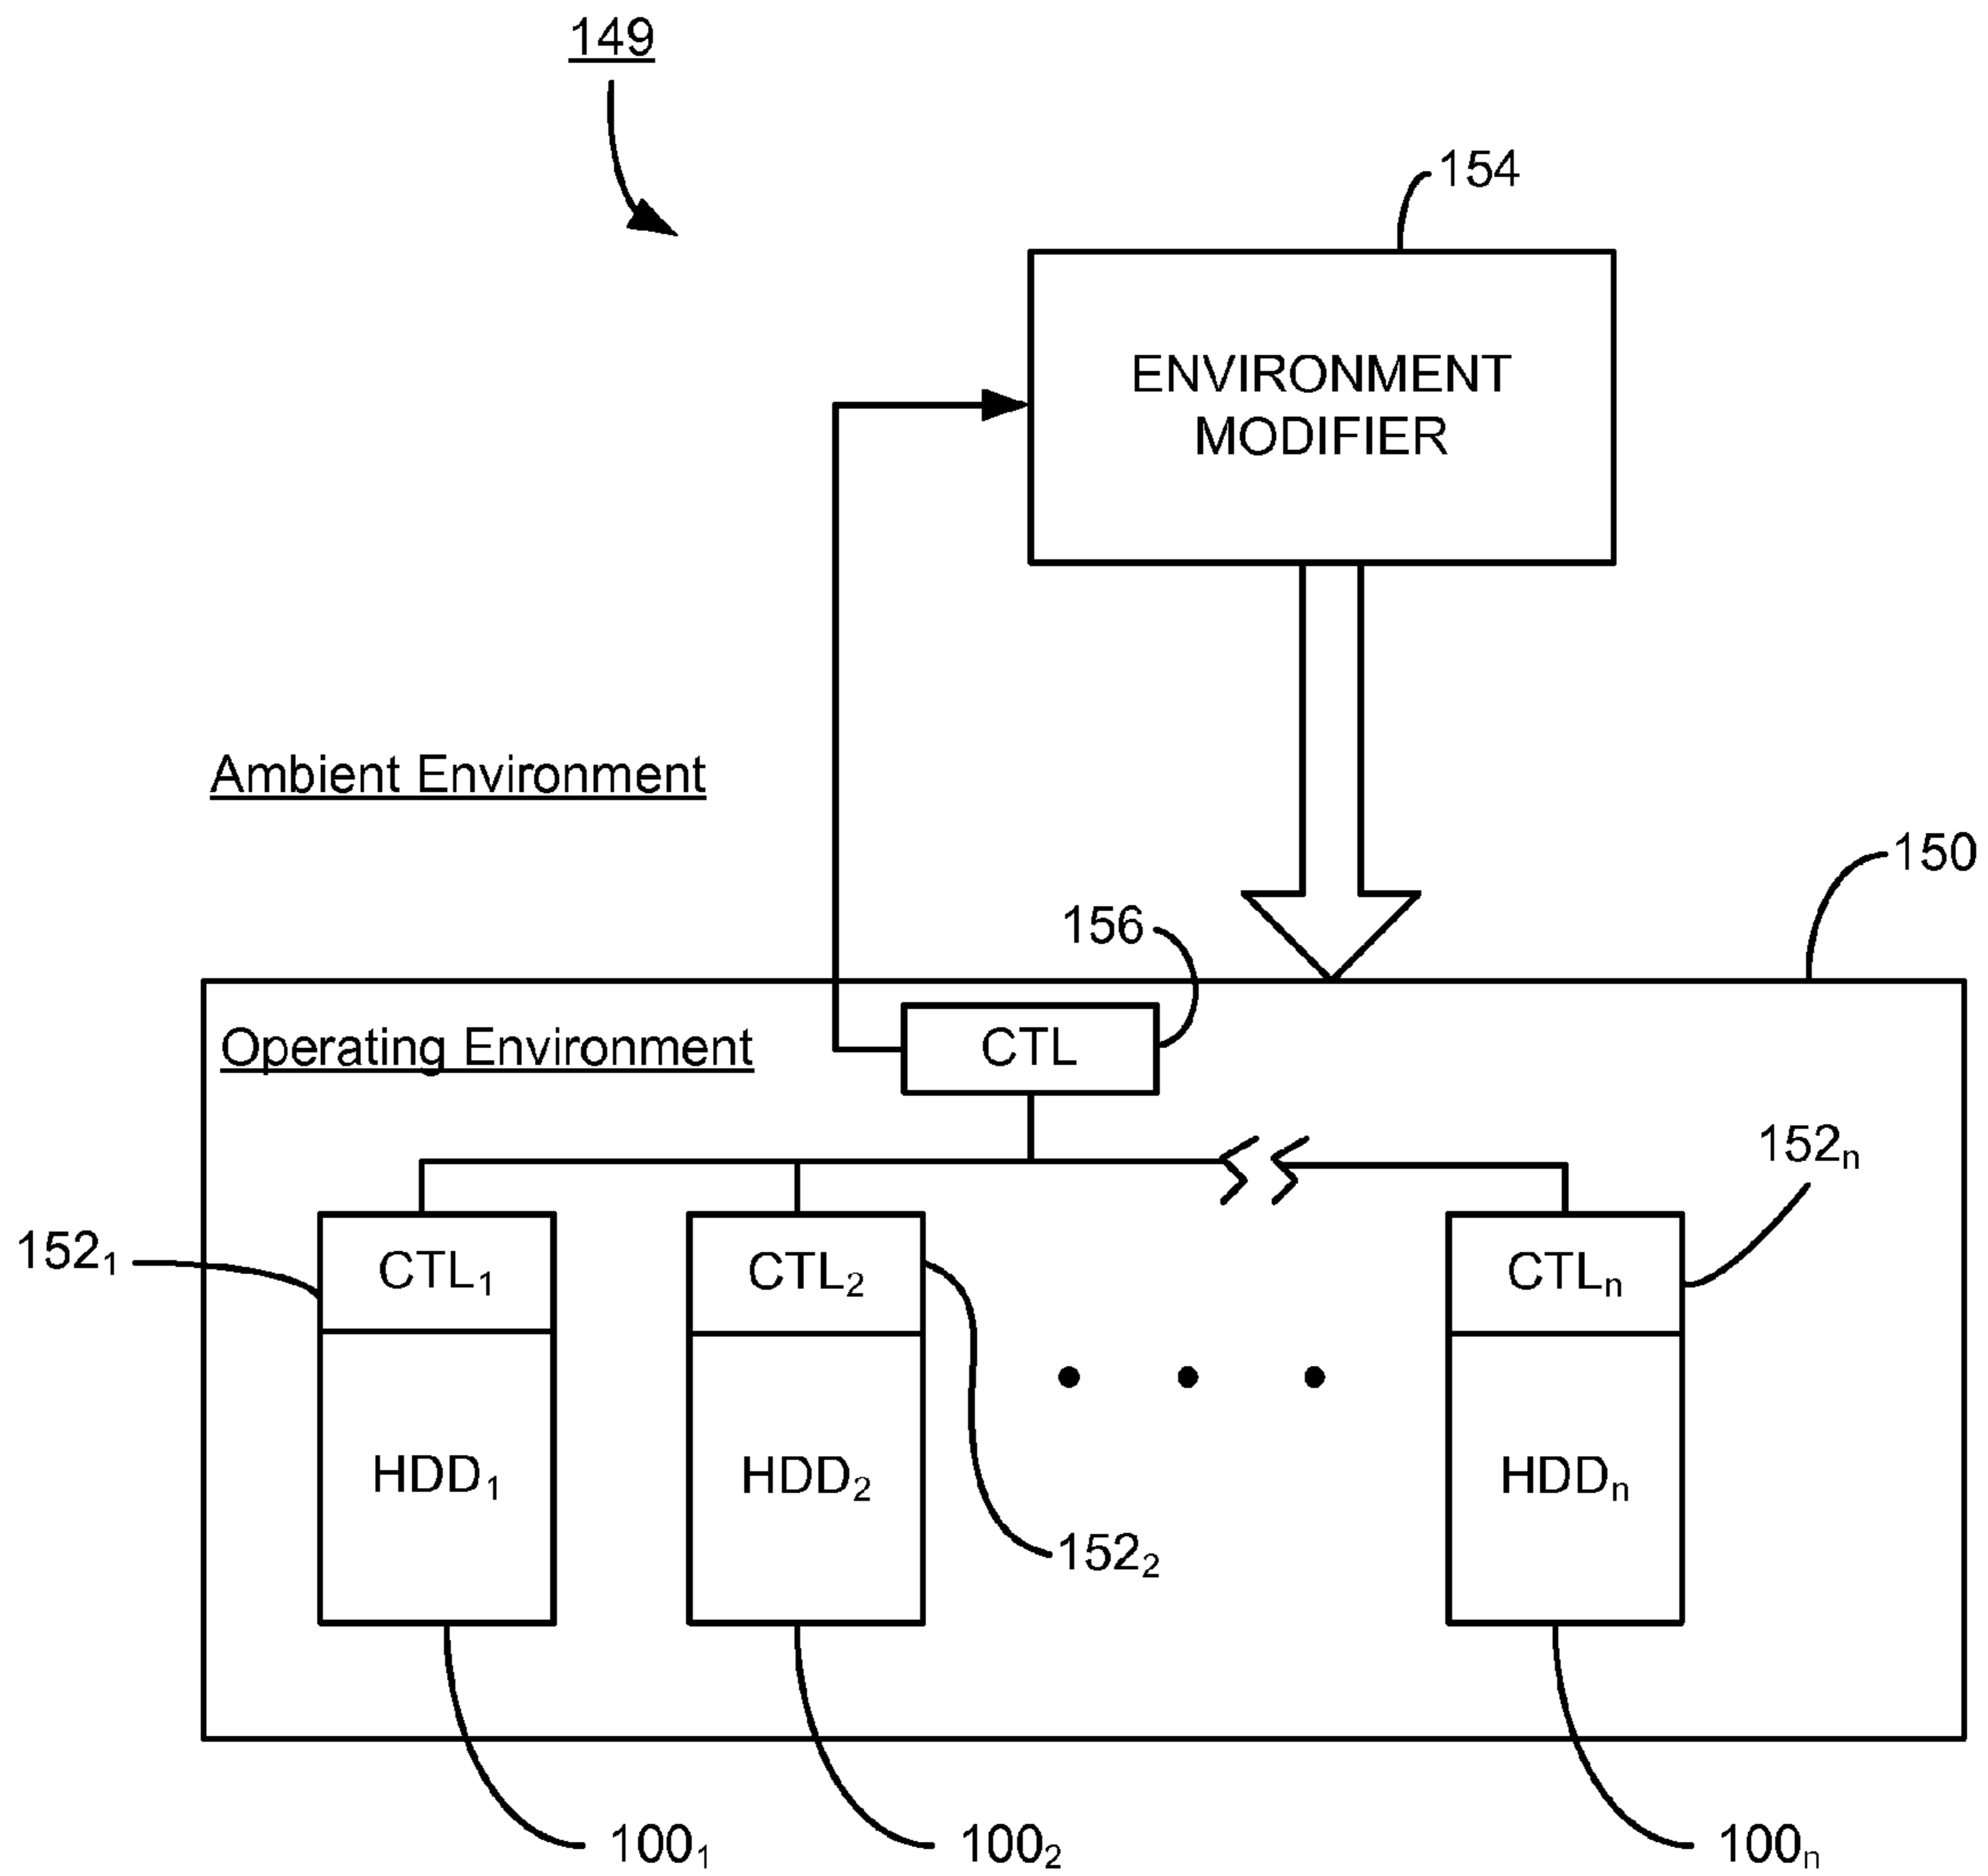 149
154
ENVIRONMENT
MODIFIER
Ambient Environment
150
156
Operating Environment
CTL
152ₙ
152₁
CTL₁
CTL₂
CTLₙ
HDD₁
HDD₂
HDDₙ
152₂
100₁
100₂
100ₙ